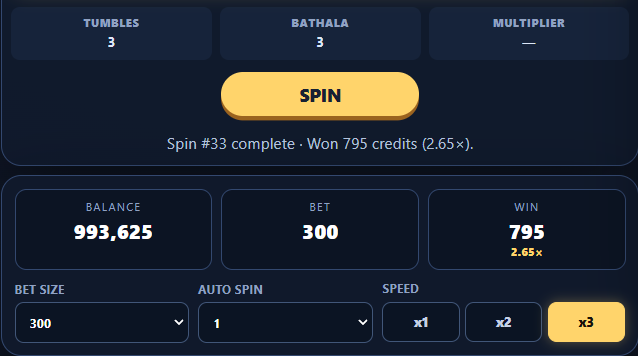 TUMBLES
3
BATHALA
3
MULTIPLIER
—
SPIN
Spin #33 complete · Won 795 credits (2.65×).
BALANCE
993,625
BET
300
WIN
795
2.65×
BET SIZE
300
AUTO SPIN
1
SPEED
x1
x2
x3